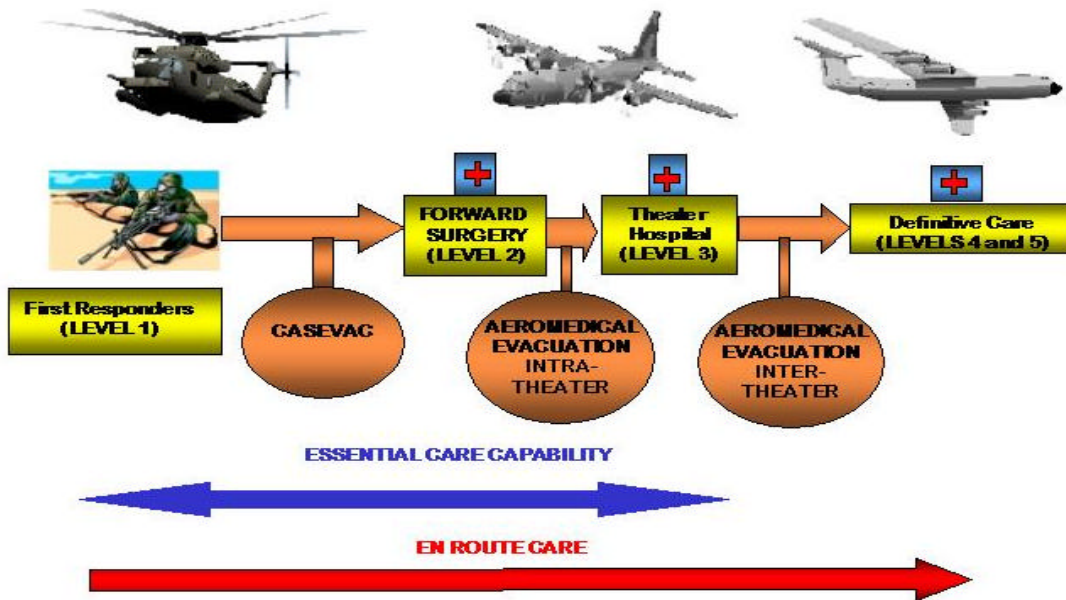 First Responders
(LEVEL 1)
CASEVAC
FORWARD
SURGERY
(LEVEL 2)
AEROMEDICAL
EVACUATION
INTRA-
THEATER
Theater
Hospital
(LEVEL 3)
AEROMEDICAL
EVACUATION
INTER-
THEATER
Definitive Care
(LEVELS 4 and 5)
ESSENTIAL CARE CAPABILITY
EN ROUTE CARE